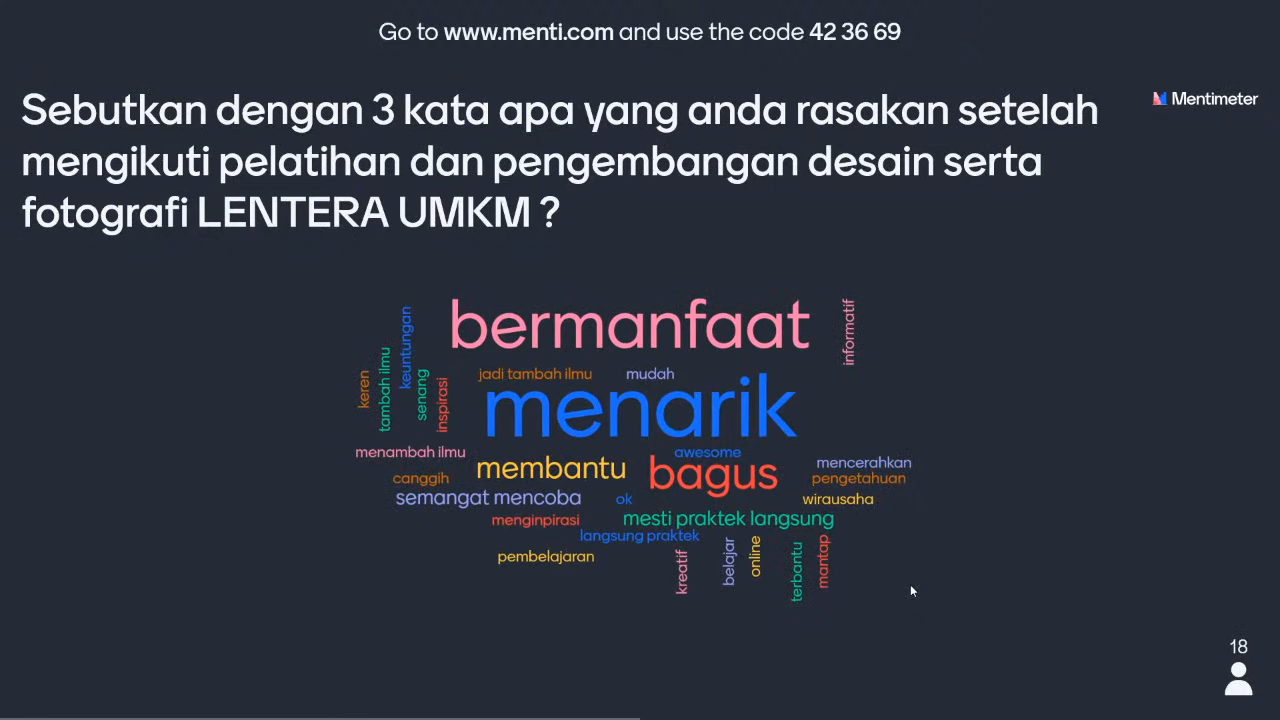 Go to www.menti.com and use the code 42 36 69
Sebutkan dengan 3 kata apa yang anda rasakan setelah
mengikuti pelatihan dan pengembangan desain serta
fotografi LENTERA UMKM ?
Mentimeter
bermanfaat
informatif
keuntungan
tambah ilmu
keren
senang
inspirasi
jadi tambah ilmu
mudah
menarik
menambah ilmu
awesome
membantu
bagus
mencerahkan
canggih
pengetahuan
semangat mencoba
ok
wirausaha
menginpirasi
mesti praktek langsung
langsung praktek
pembelajaran
kreatif
belajar
online
terbantu
mantap
18